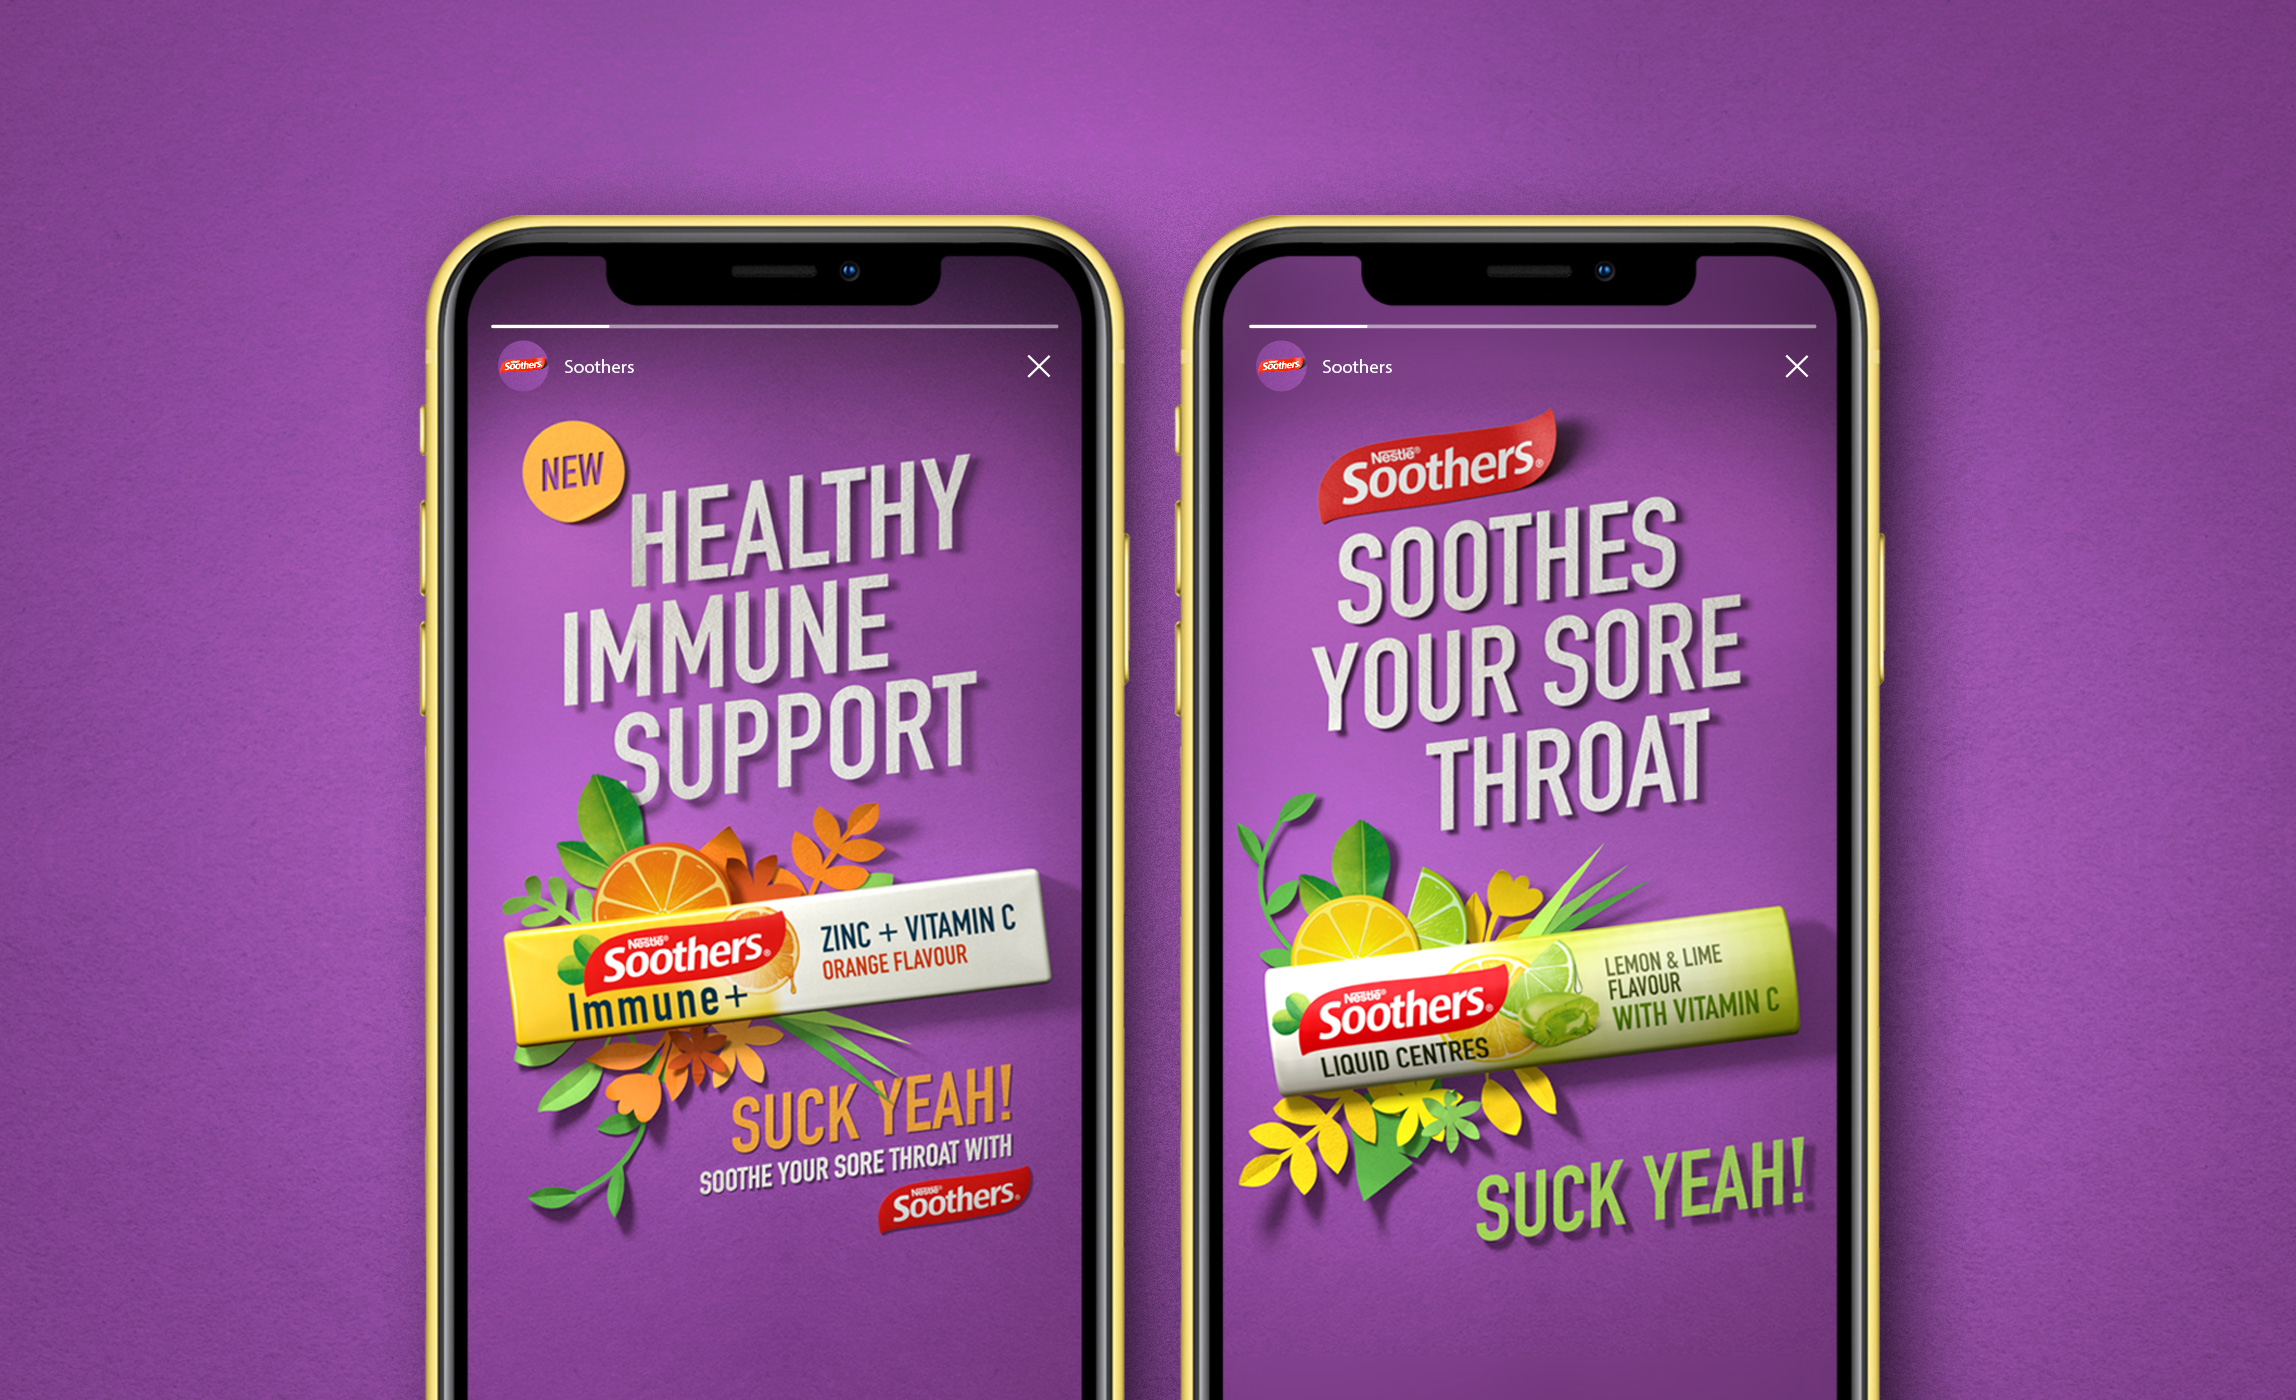 Soothers
Soothers
NEW
HEALTHY
IMMUNE
SUPPORT
Nestlé®
Soothers®
Immune+
ZINC + VITAMIN C
ORANGE FLAVOUR
SUCK YEAH!
SOOTHE YOUR SORE THROAT WITH
Nestlé®
Soothers®
Soothers
Soothers
Nestlé®
Soothers®
SOOTHES
YOUR SORE
THROAT
Nestlé®
Soothers®
LIQUID CENTRES
LEMON & LIME
FLAVOUR
WITH VITAMIN C
SUCK YEAH!